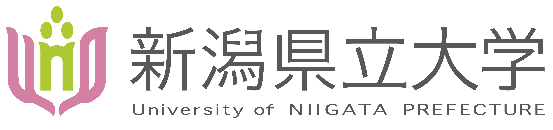 新潟県立大学
University of NIIGATA PREFECTURE